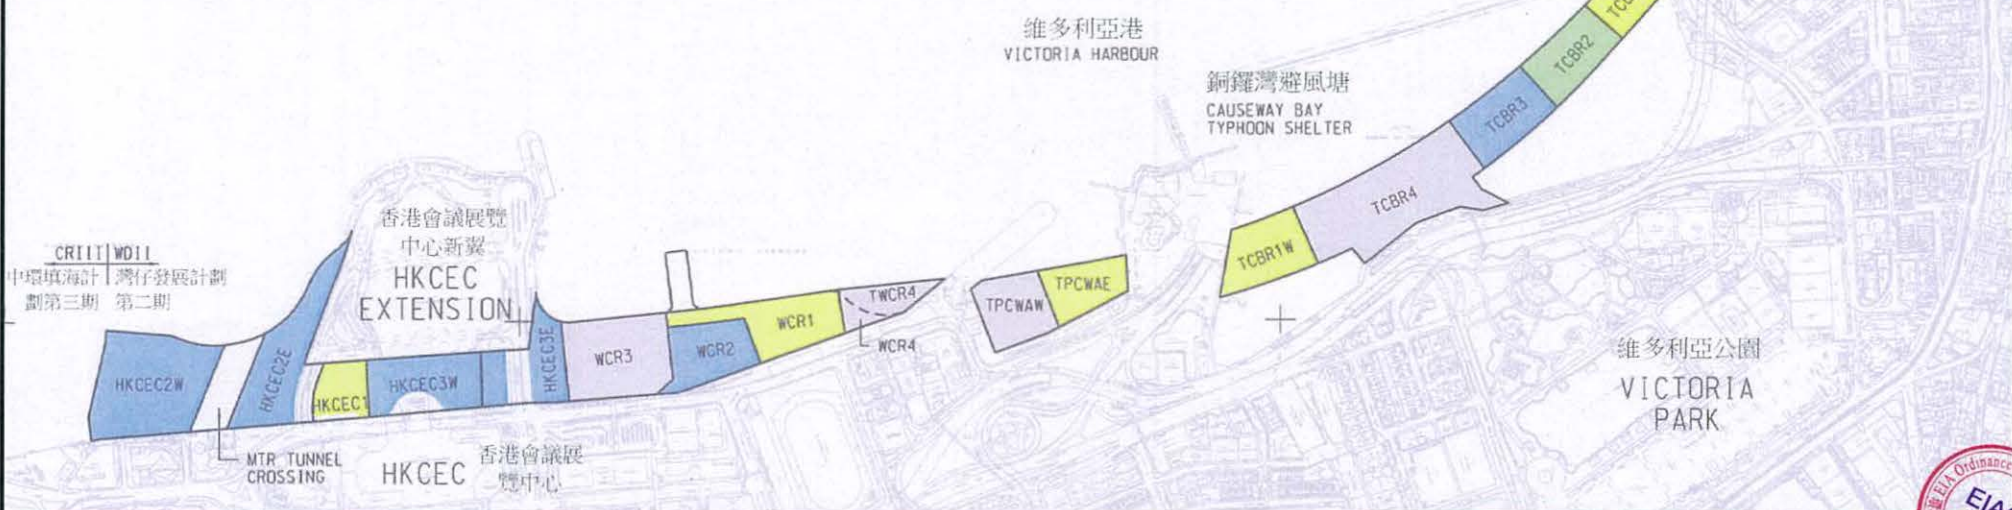 維多利亞港
VICTORIA HARBOUR
銅鑼灣避風塘
CAUSEWAY BAY
TYPHOON SHELTER
TCBR2
TCBR3
TCBR4
TCBR1W
香港會議展覽
中心新翼
HKCEC
EXTENSION
CRIII WDII
中環填海計 灣仔發展計劃
劃第三期 第二期
TPCWAE
TPCWAW
TWCR4
WCR4
WCR1
WCR2
WCR3
HKCEC3E
HKCEC3W
HKCEC1
HKCEC2E
HKCEC2W
MTR TUNNEL
CROSSING
HKCEC
香港會議展
覽中心
維多利亞公園
VICTORIA
PARK
EIA Ordinance